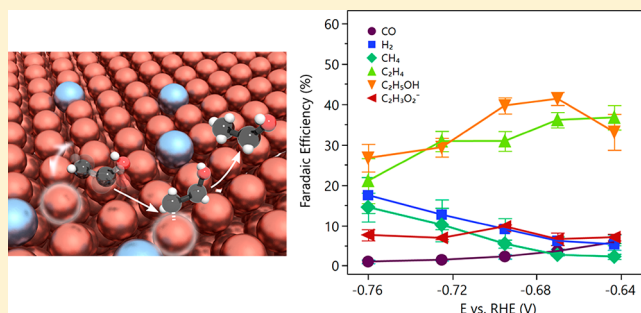 60
50
40
30
20
10
0
Faradaic Efficiency (%)
CO
H₂
CH₄
C₂H₄
C₂H₅OH
C₂H₃O₂⁻
-0.76
-0.72
-0.68
-0.64
E vs. RHE (V)